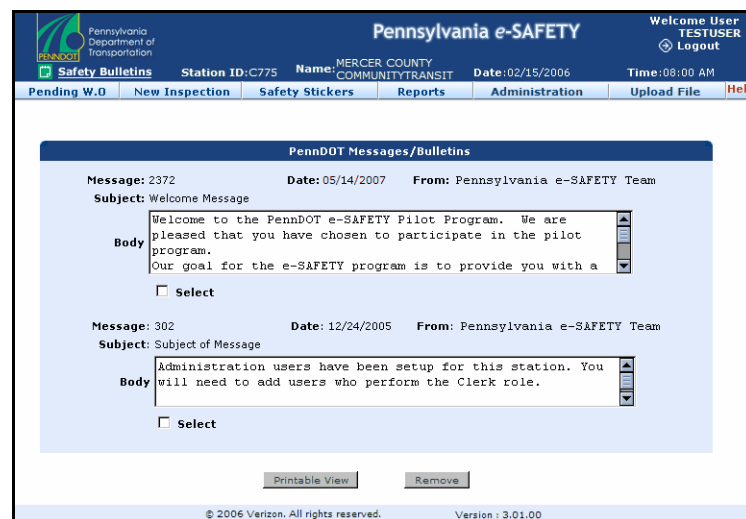 Pennsylvania
Department of
Transportation
PENNDOT
Pennsylvania e-SAFETY
Welcome User
TESTUSER
Logout
Safety Bulletins Station ID:C775 Name:MERCER COUNTY COMMUNITYTRANSIT Date:02/15/2006 Time:08:00 AM
Pending W.O New Inspection Safety Stickers Reports Administration Upload File Hel
PennDOT Messages/Bulletins
Message: 2372 Date: 05/14/2007 From: Pennsylvania e-SAFETY Team
Subject: Welcome Message
Body
Welcome to the PennDOT e-SAFETY Pilot Program. We are
pleased that you have chosen to participate in the pilot
program.
Our goal for the e-SAFETY program is to provide you with a
Select
Message: 302 Date: 12/24/2005 From: Pennsylvania e-SAFETY Team
Subject: Subject of Message
Body
Administration users have been setup for this station. You
will need to add users who perform the Clerk role.
Select
Printable View Remove
© 2006 Verizon. All rights reserved. Version : 3.01.00